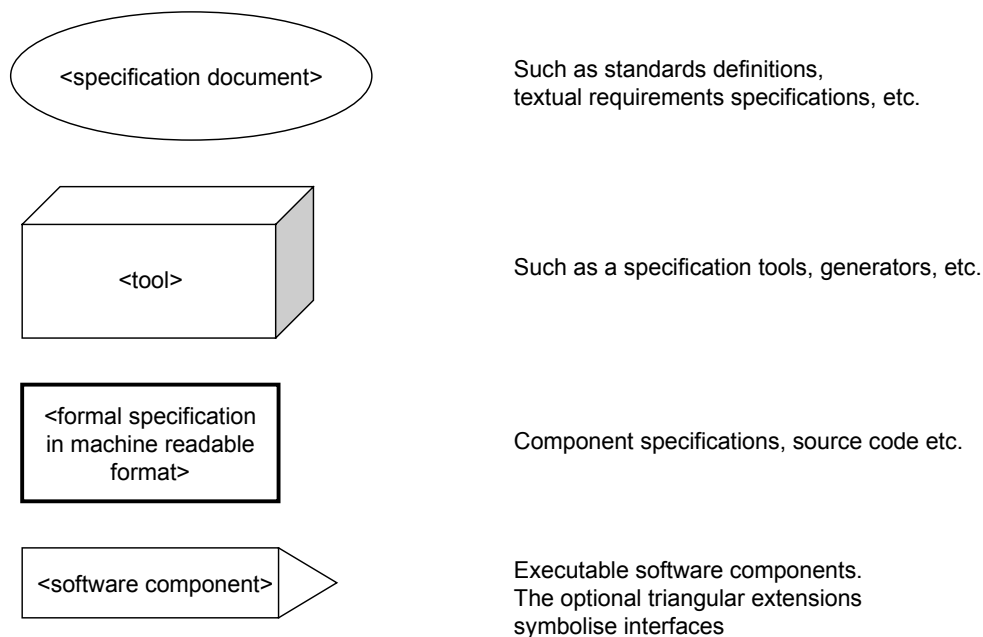 <specification document>
Such as standards definitions,
textual requirements specifications, etc.
<tool>
Such as a specification tools, generators, etc.
<formal specification
in machine readable
format>
Component specifications, source code etc.
<software component>
Executable software components.
The optional triangular extensions
symbolise interfaces